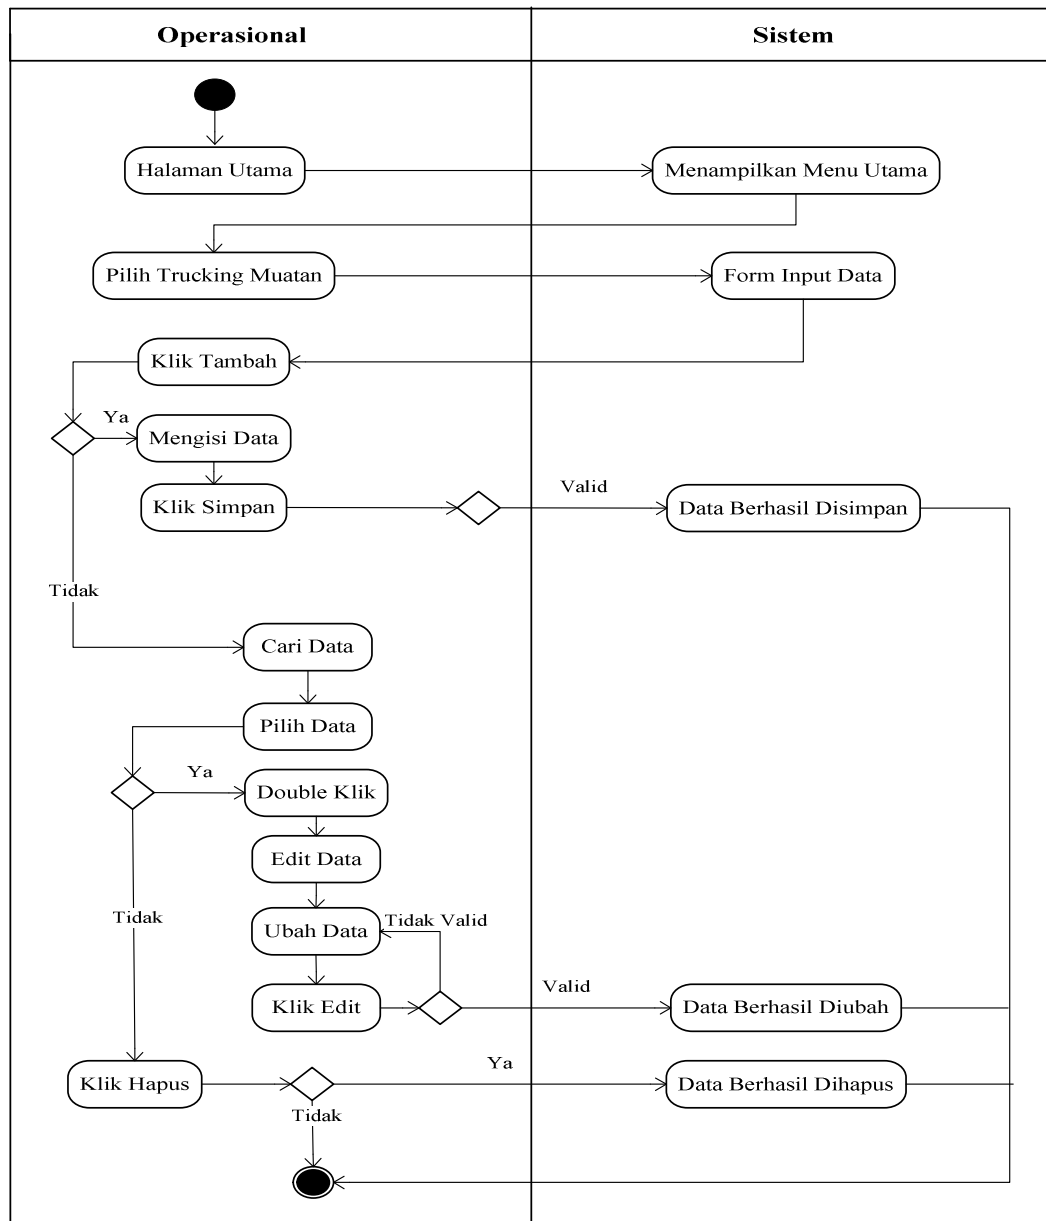 Operasional
Sistem
Halaman Utama
Menampilkan Menu Utama
Pilih Trucking Muatan
Form Input Data
Klik Tambah
Ya
Mengisi Data
Klik Simpan
Valid
Data Berhasil Disimpan
Tidak
Cari Data
Pilih Data
Ya
Double Klik
Edit Data
Tidak
Ubah Data
Tidak Valid
Klik Edit
Valid
Data Berhasil Diubah
Klik Hapus
Ya
Data Berhasil Dihapus
Tidak